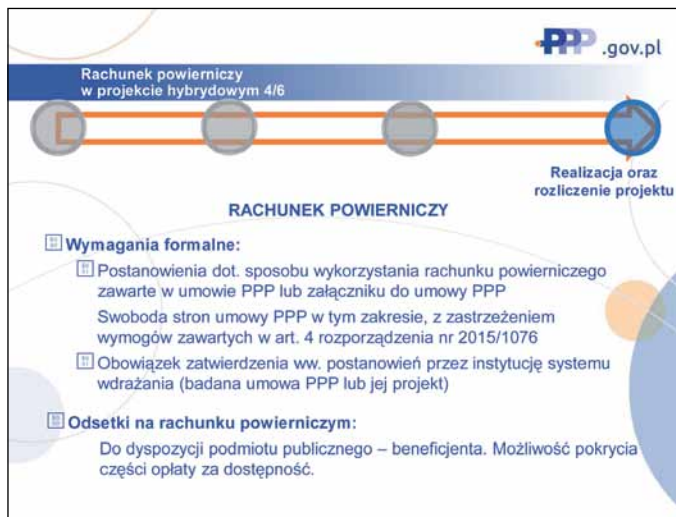 PPP.gov.pl
Rachunek powierniczy
w projekcie hybrydowym 4/6
Realizacja oraz
rozliczenie projektu
RACHUNEK POWIERNICZY
Wymagania formalne:
Postanowienia dot. sposobu wykorzystania rachunku powierniczego
zawarte w umowie PPP lub załączniku do umowy PPP
Swoboda stron umowy PPP w tym zakresie, z zastrzeżeniem
wymogów zawartych w art. 4 rozporządzenia nr 2015/1076
Obowiązek zatwierdzenia ww. postanowień przez instytucję systemu
wdrażania (badana umowa PPP lub jej projekt)
Odsetki na rachunku powierniczym:
Do dyspozycji podmiotu publicznego – beneficjenta. Możliwość pokrycia
części opłaty za dostępność.